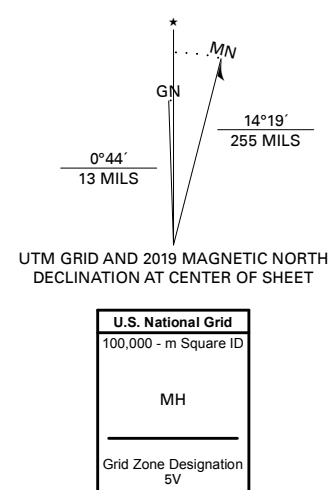 ★
MN
GN
14°19´
255 MILS
0°44´
13 MILS
UTM GRID AND 2019 MAGNETIC NORTH
DECLINATION AT CENTER OF SHEET
U.S. National Grid
100,000 - m Square ID
MH
Grid Zone Designation
5V